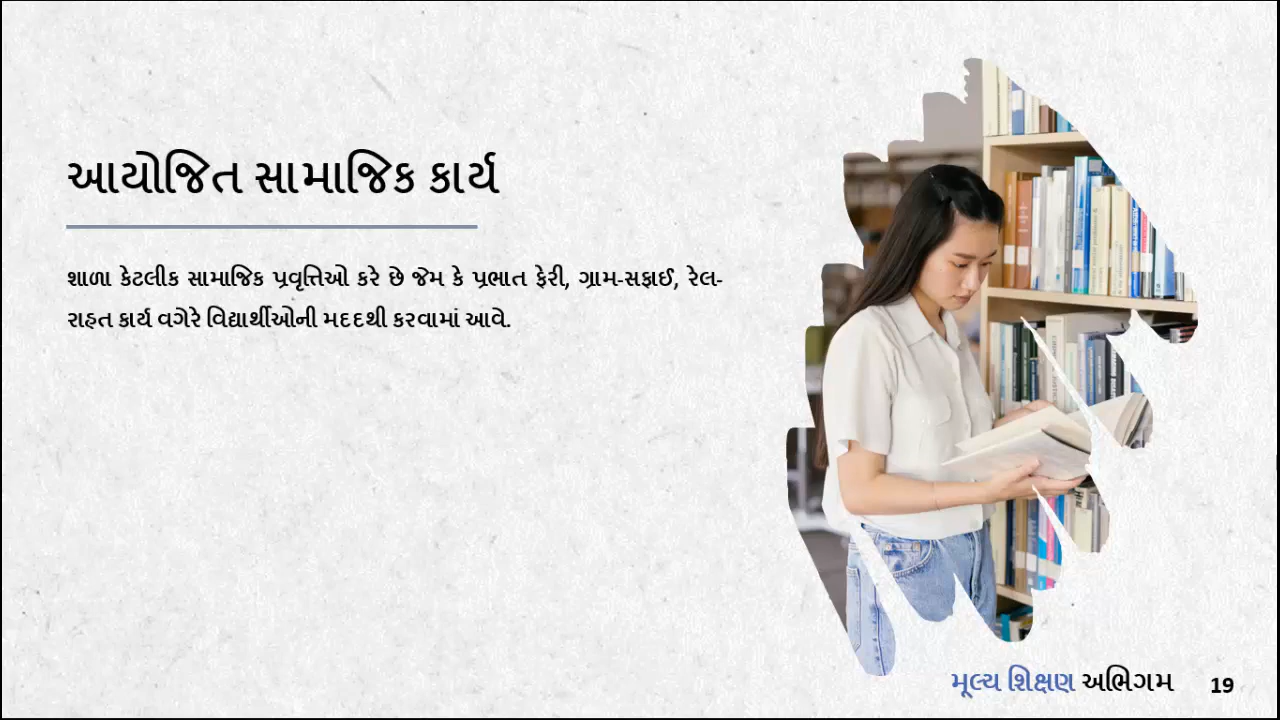 આયોજિત સામાજિક કાર્ય
શાળા કેટલીક સામાજિક પ્રવૃત્તિઓ કરે છે જેમ કે પ્રભાત ફેરી, ગ્રામ-સફાઈ, રેલ-
રાહત કાર્ય વગેરે વિદ્યાર્થીઓની મદદથી કરવામાં આવે.
મૂલ્ય શિક્ષણ અભિગમ 19